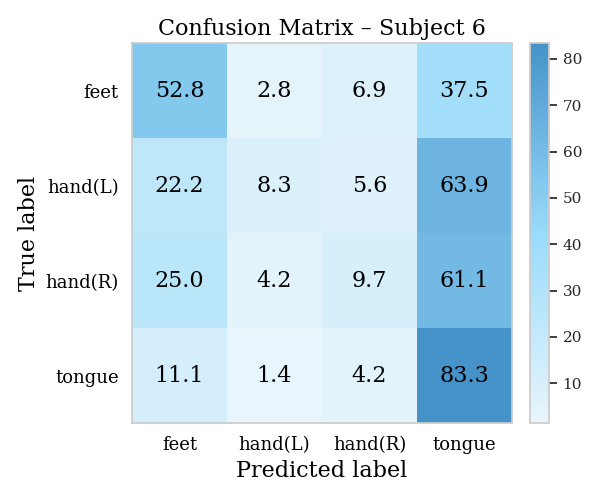 Confusion Matrix – Subject 6
True label
feet 52.8 2.8 6.9 37.5
hand(L) 22.2 8.3 5.6 63.9
hand(R) 25.0 4.2 9.7 61.1
tongue 11.1 1.4 4.2 83.3
feet hand(L) hand(R) tongue
Predicted label
80
70
60
50
40
30
20
10